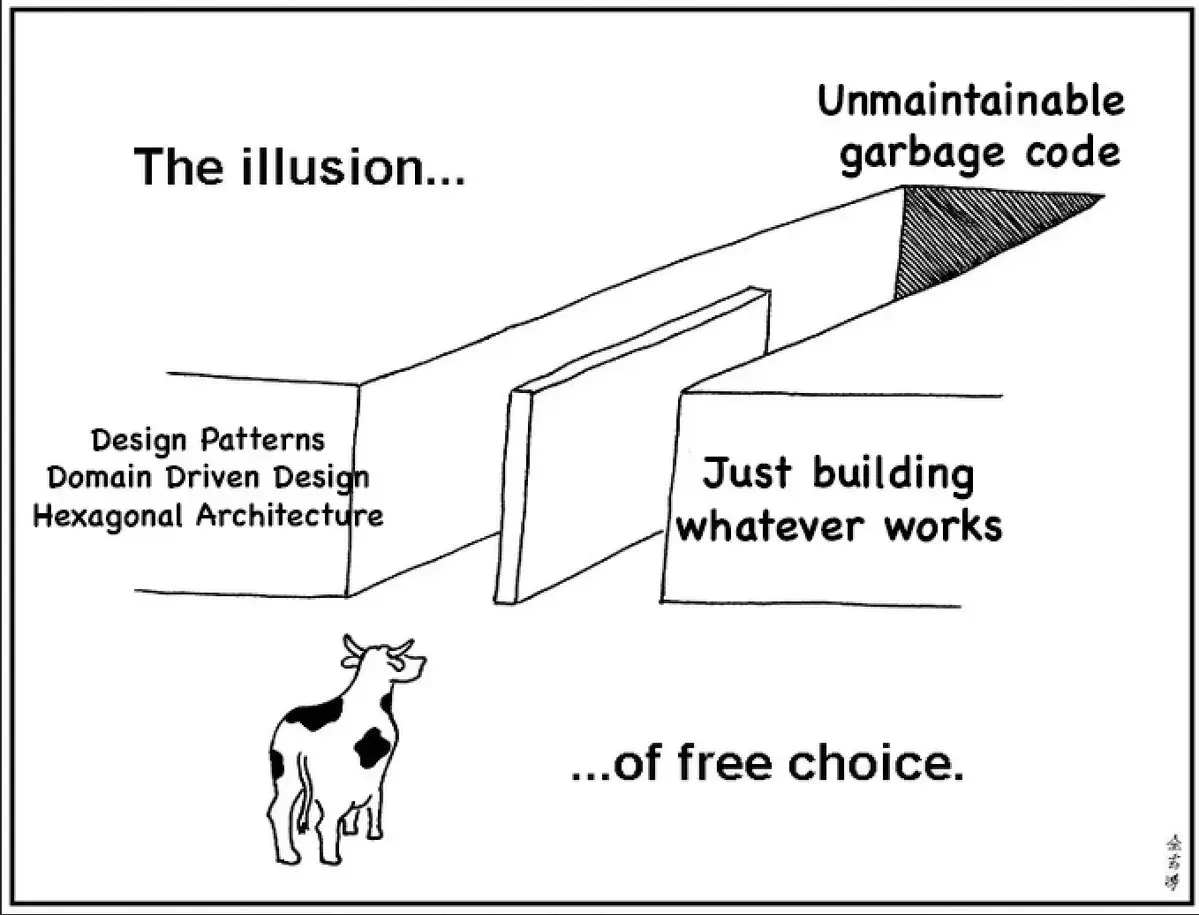 The illusion...
Unmaintainable
garbage code
Design Patterns
Domain Driven Design
Hexagonal Architecture
Just building
whatever works
...of free choice.